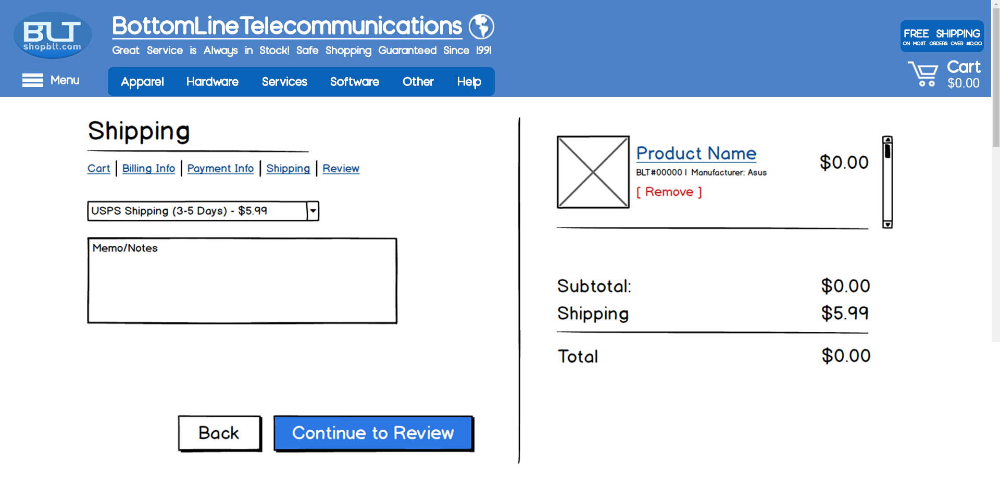 BLT
shopblt.com
BottomLineTelecommunications
Great Service is Always in Stock! Safe Shopping Guaranteed Since 1991
FREE SHIPPING
ON MOST ORDERS OVER $10.00
Menu
Apparel Hardware Services Software Other Help
Cart
$0.00
Shipping
Cart | Billing Info | Payment Info | Shipping | Review
USPS Shipping (3-5 Days) - $5.99
Memo/Notes
Back
Continue to Review
Product Name
$0.00
BLT#00000 | Manufacturer: Asus
[ Remove ]
Subtotal: $0.00
Shipping $5.99
Total $0.00